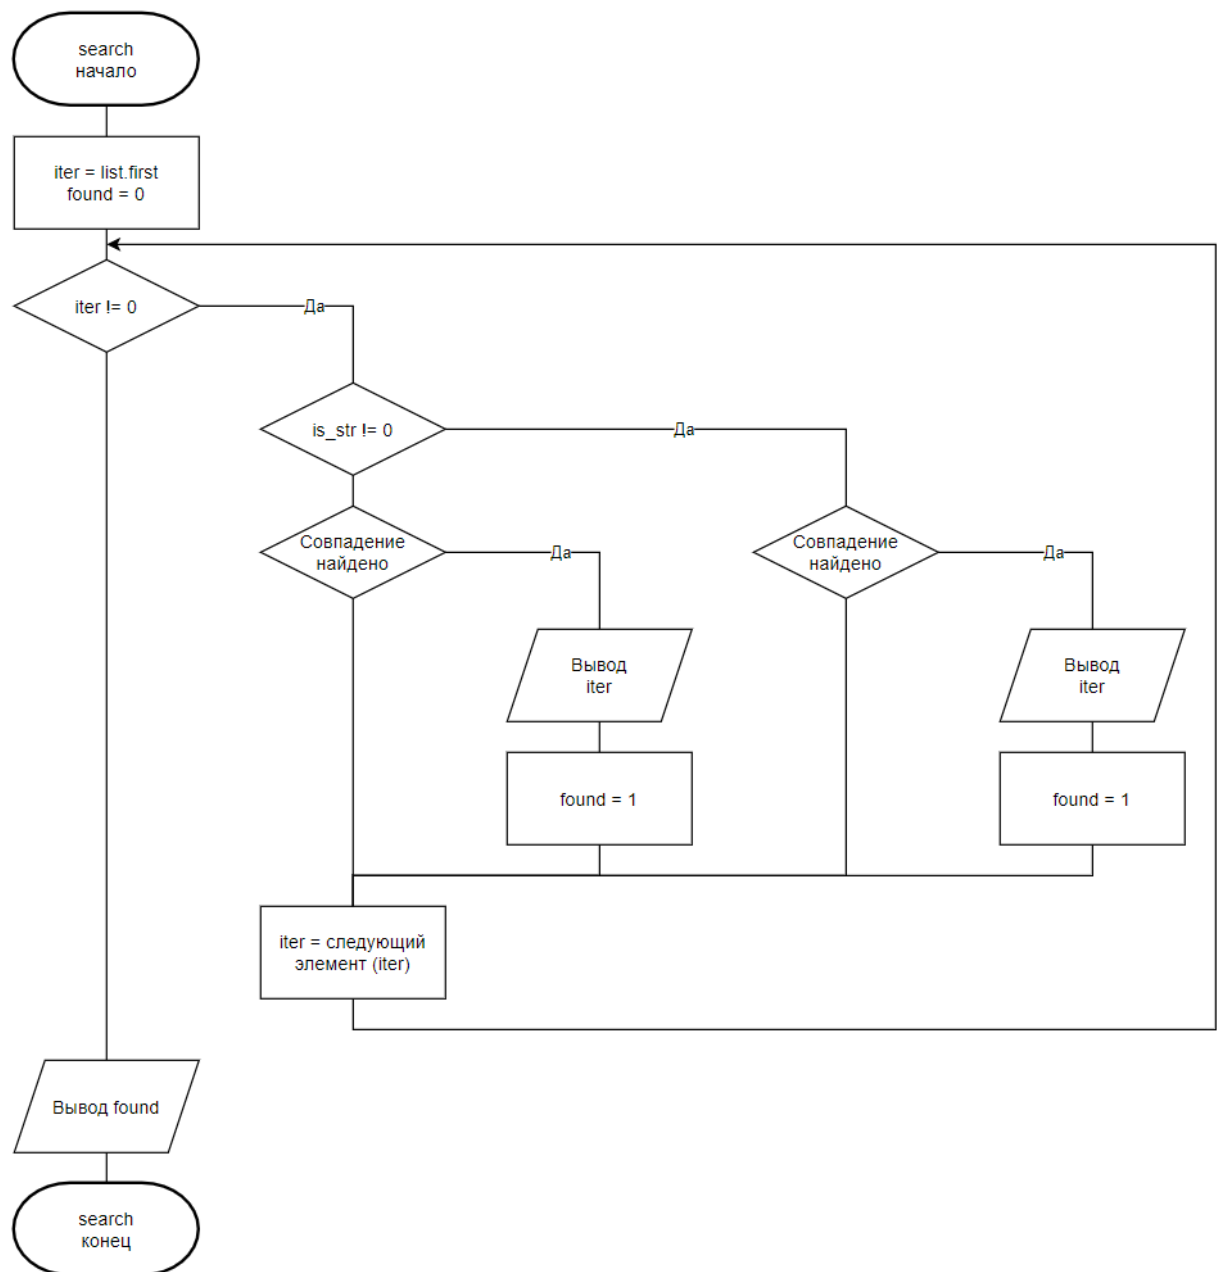 search
начало
iter = list.first
found = 0
iter != 0
Да
is_str != 0
Да
Совпадение
найдено
Да
Совпадение
найдено
Да
Вывод
iter
Вывод
iter
found = 1
found = 1
iter = следующий
элемент (iter)
Вывод found
search
конец